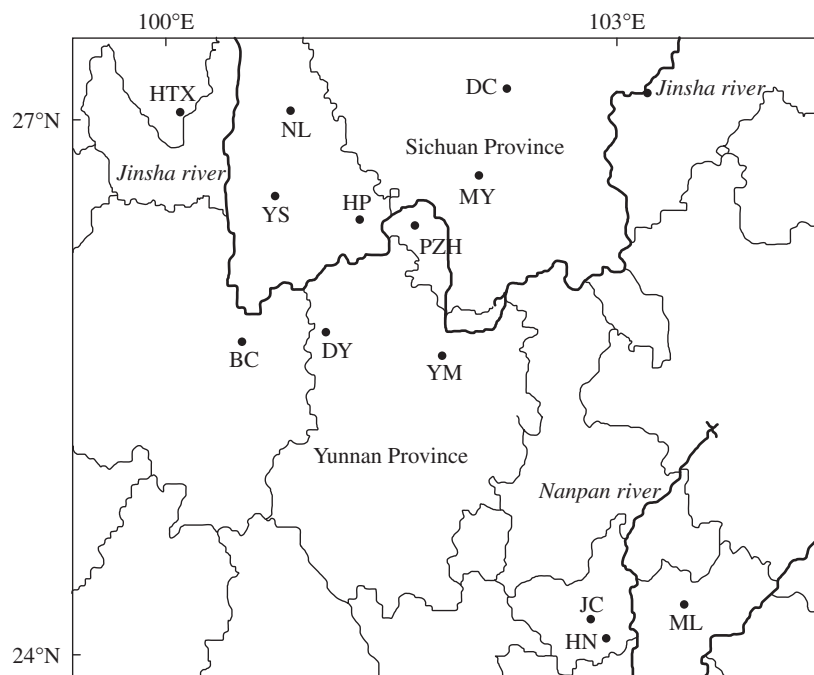 100°E
103°E
HTX
DC
Jinsha river
27°N
NL
Sichuan Province
Jinsha river
MY
YS
HP
PZH
BC
DY
YM
Yunnan Province
Nanpan river
JC
ML
HN
24°N